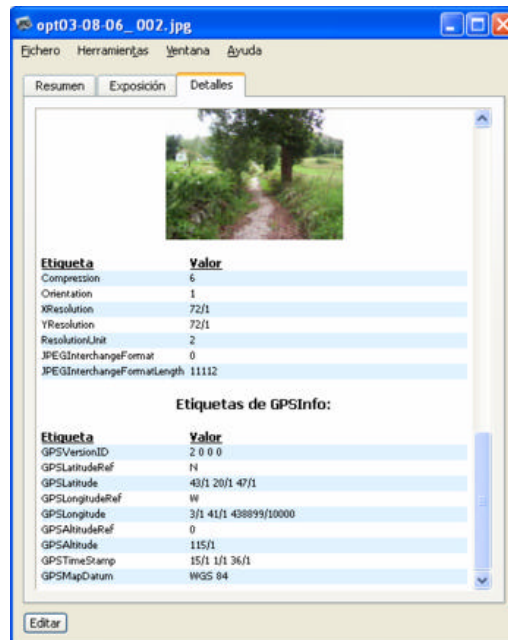 opt03-08-06_ 002.jpg
Fichero Herramientas Ventana Ayuda
Resumen Exposición Detalles
Etiqueta Valor
Compression 6
Orientation 1
XResolution 72/1
YResolution 72/1
ResolutionUnit 2
JPEGInterchangeFormat 0
JPEGInterchangeFormatLength 11112
Etiquetas de GPSInfo:
Etiqueta Valor
GPSVersionID 2 0 0 0
GPSLatitudeRef N
GPSLatitude 43/1 20/1 47/1
GPSLongitudeRef W
GPSLongitude 3/1 41/1 438899/10000
GPSAltitudeRef 0
GPSAltitude 115/1
GPSTimeStamp 15/1 1/1 36/1
GPSMapDatum WGS 84
Editar